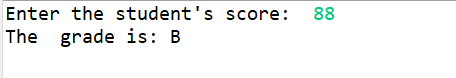 Enter the student's score:  88
The  grade is: B